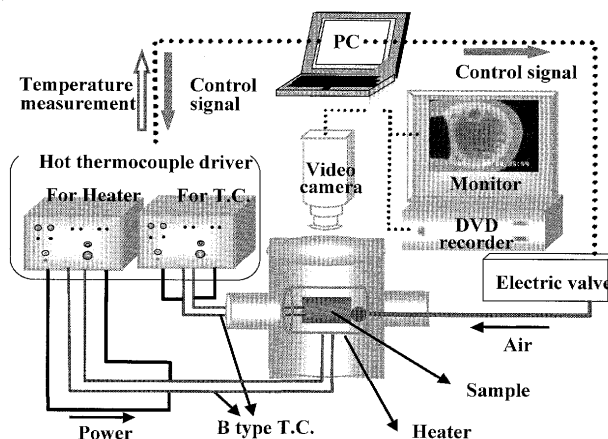 PC
Temperature
measurement
Control
signal
Control signal
Hot thermocouple driver
For Heater
For T.C.
Video
camera
Monitor
DVD
recorder
Electric valve
Air
Sample
Heater
B type T.C.
Power